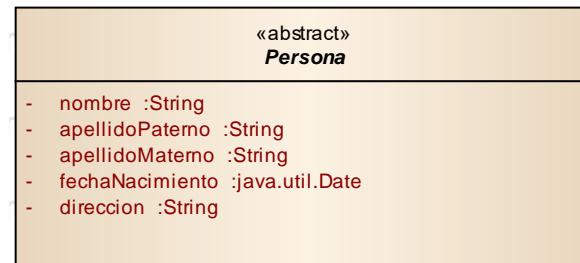 «abstract»
Persona
- nombre :String
- apellidoPaterno :String
- apellidoMaterno :String
- fechaNacimiento :java.util.Date
- direccion :String